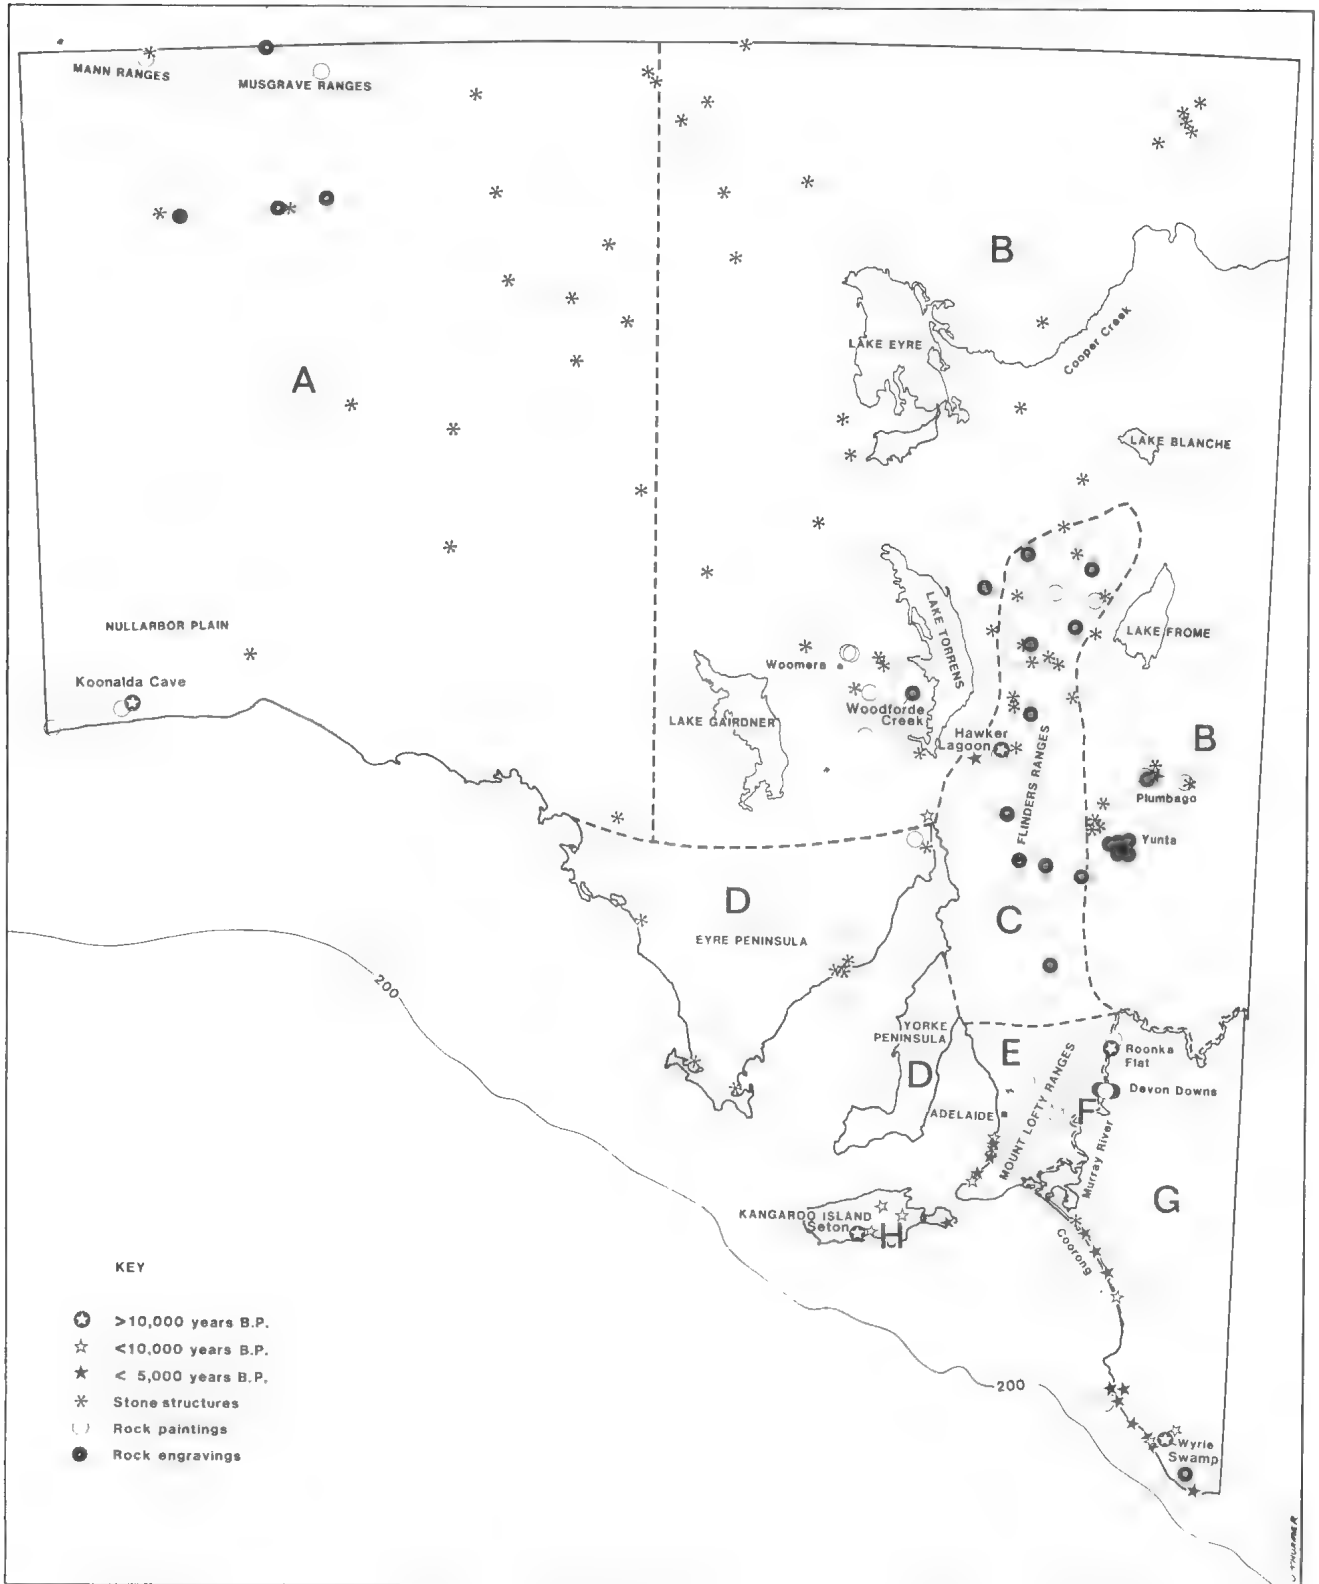 MANN RANGES
MUSGRAVE RANGES
B
LAKE EYRE
Cooper Creek
A
LAKE BLANCHE
NULLARBOR PLAIN
LAKE TORRENS
LAKE FROME
Woomera
Koonalda Cave
Woodforde
Creek
LAKE GAIRDNER
Hawker
Lagoon
FLINDERS RANGES
B
Plumbago
Yunta
D
C
EYRE PENINSULA
200
YORKE
PENINSULA
E
Roonka
Flat
D
MOUNT LOFTY RANGES
Devon Downs
ADELAIDE
F
Murray River
G
KANGAROO ISLAND
Seton
H
Coorong
KEY
>10,000 years B.P.
<10,000 years B.P.
< 5,000 years B.P.
Stone structures
Rock paintings
Rock engravings
200
Wyrie
Swamp